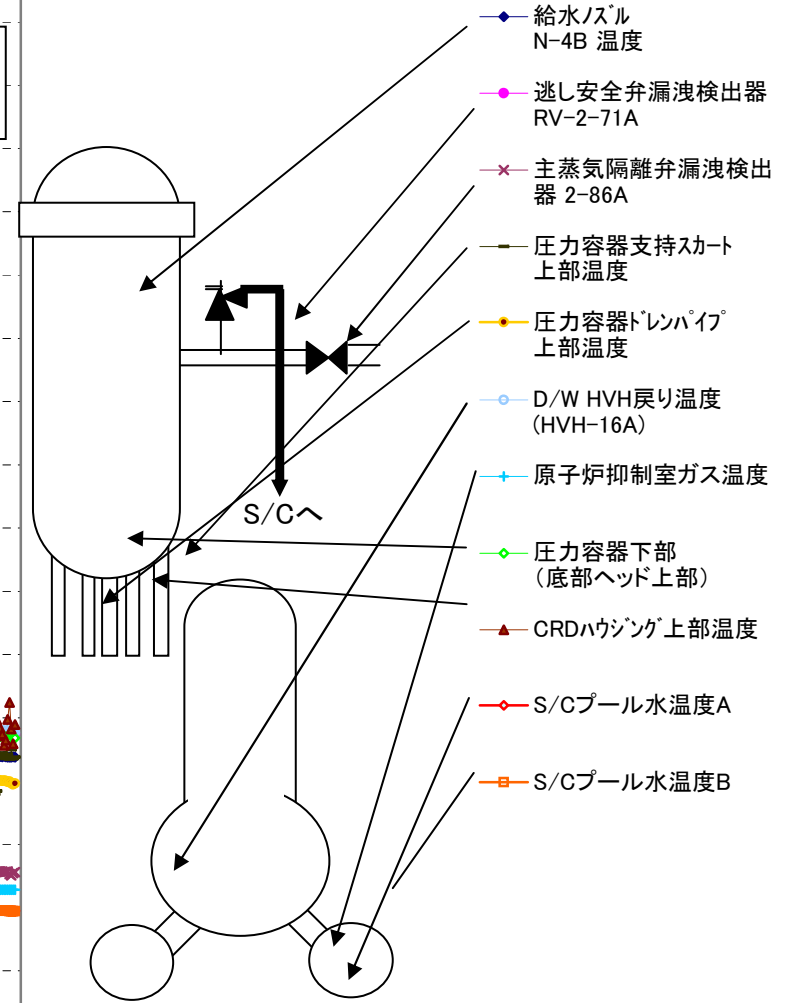 給水ノズル
N-4B 温度
逃し安全弁漏洩検出器
RV-2-71A
主蒸気隔離弁漏洩検出
器 2-86A
圧力容器支持スカート
上部温度
圧力容器ドレンパイプ
上部温度
D/W HVH戻り温度
(HVH-16A)
原子炉抑制室ガス温度
S/Cへ
圧力容器下部
（底部ヘッド上部）
CRDハウジング上部温度
S/Cプール水温度A
S/Cプール水温度B